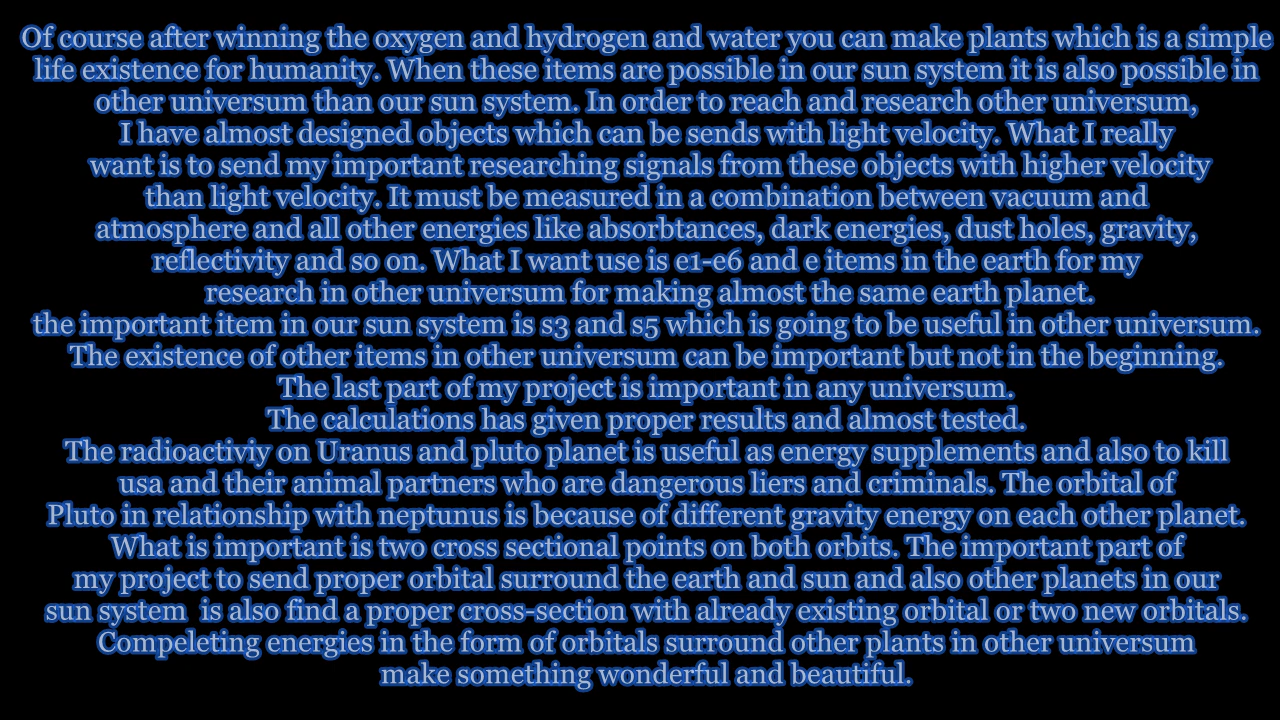 Of course after winning the oxygen and hydrogen and water you can make plants which is a simple
life existence for humanity. When these items are possible in our sun system it is also possible in
other universum than our sun system. In order to reach and research other universum,
I have almost designed objects which can be sends with light velocity. What I really
want is to send my important researching signals from these objects with higher velocity
than light velocity. It must be measured in a combination between vacuum and
atmosphere and all other energies like absorbtances, dark energies, dust holes, gravity,
reflectivity and so on. What I want use is e1-e6 and e items in the earth for my
research in other universum for making almost the same earth planet.
the important item in our sun system is s3 and s5 which is going to be useful in other universum.
The existence of other items in other universum can be important but not in the beginning.
The last part of my project is important in any universum.
The calculations has given proper results and almost tested.
The radioactiviy on Uranus and pluto planet is useful as energy supplements and also to kill
usa and their animal partners who are dangerous liers and criminals. The orbital of
Pluto in relationship with neptunus is because of different gravity energy on each other planet.
What is important is two cross sectional points on both orbits. The important part of
my project to send proper orbital surround the earth and sun and also other planets in our
sun system  is also find a proper cross-section with already existing orbital or two new orbitals.
Compeleting energies in the form of orbitals surround other plants in other universum
make something wonderful and beautiful.